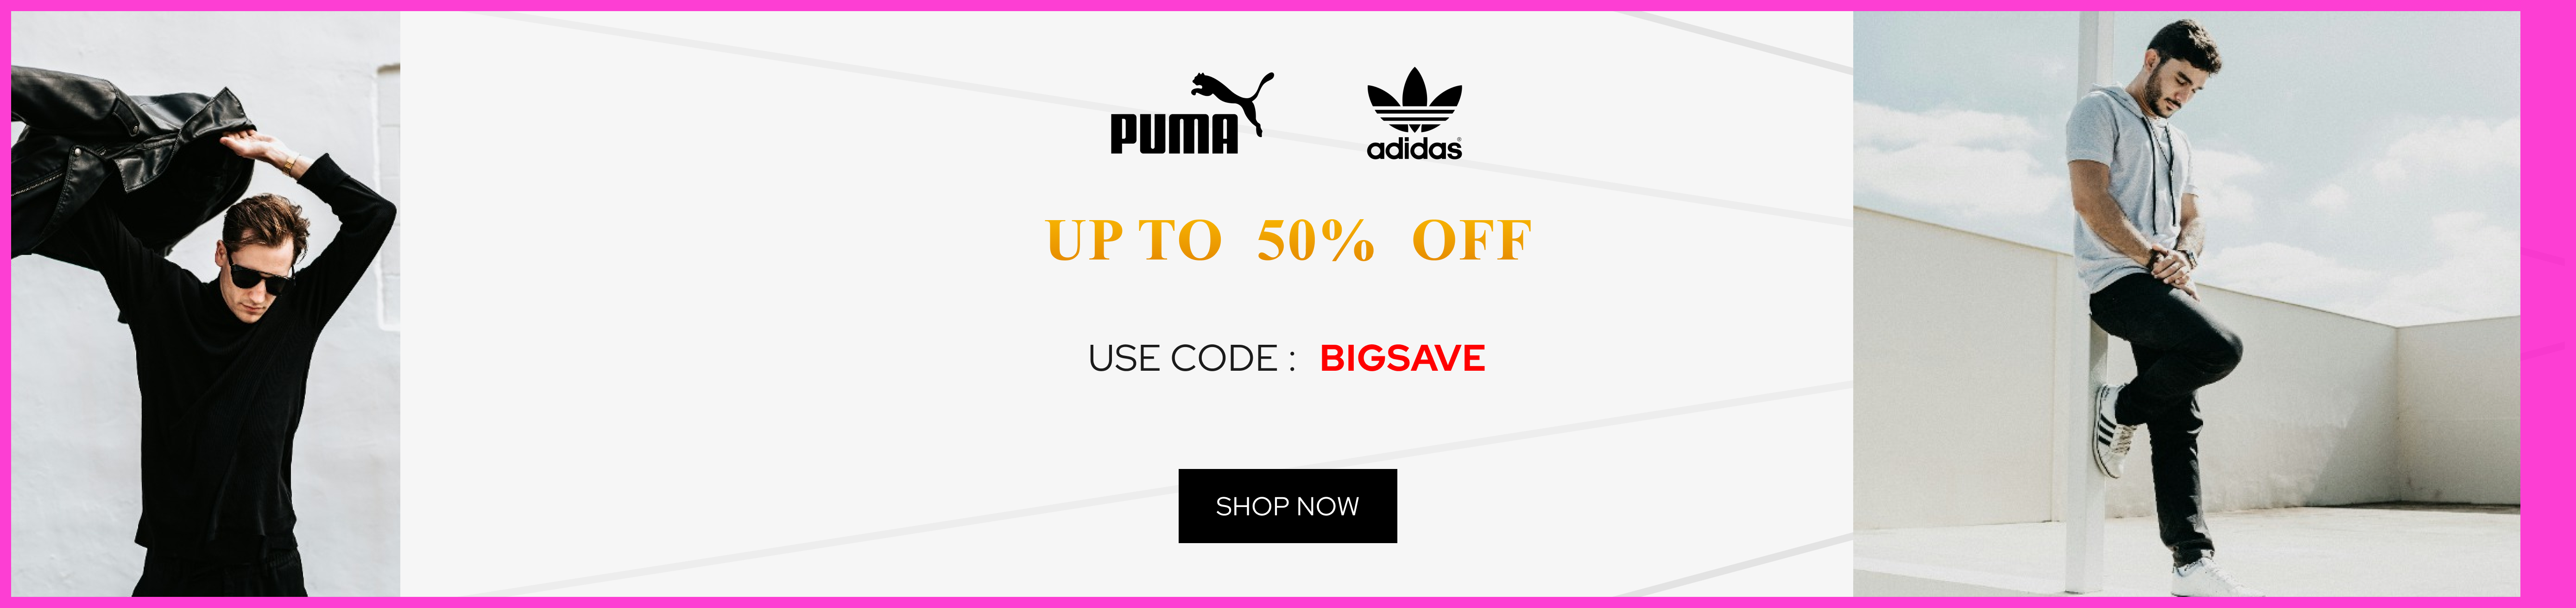 PUMA adidas
UP TO 50% OFF
USE CODE : BIGSAVE
SHOP NOW